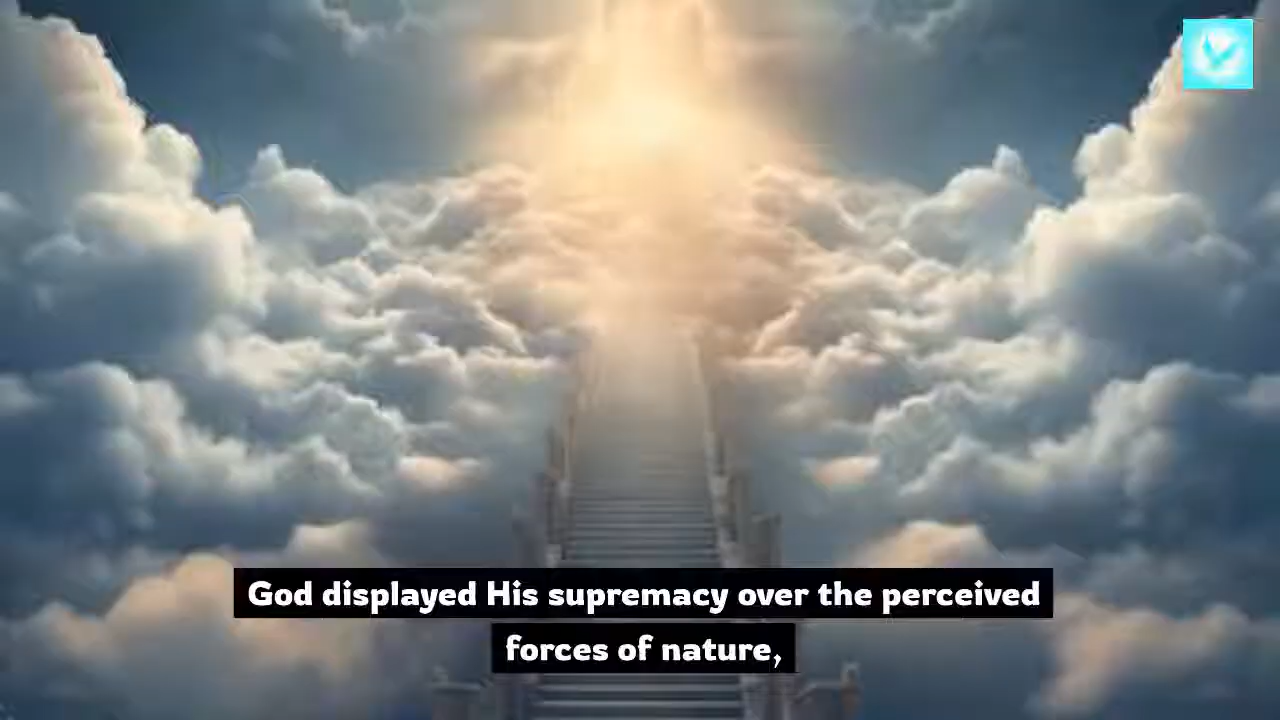 God displayed His supremacy over the perceived
forces of nature,